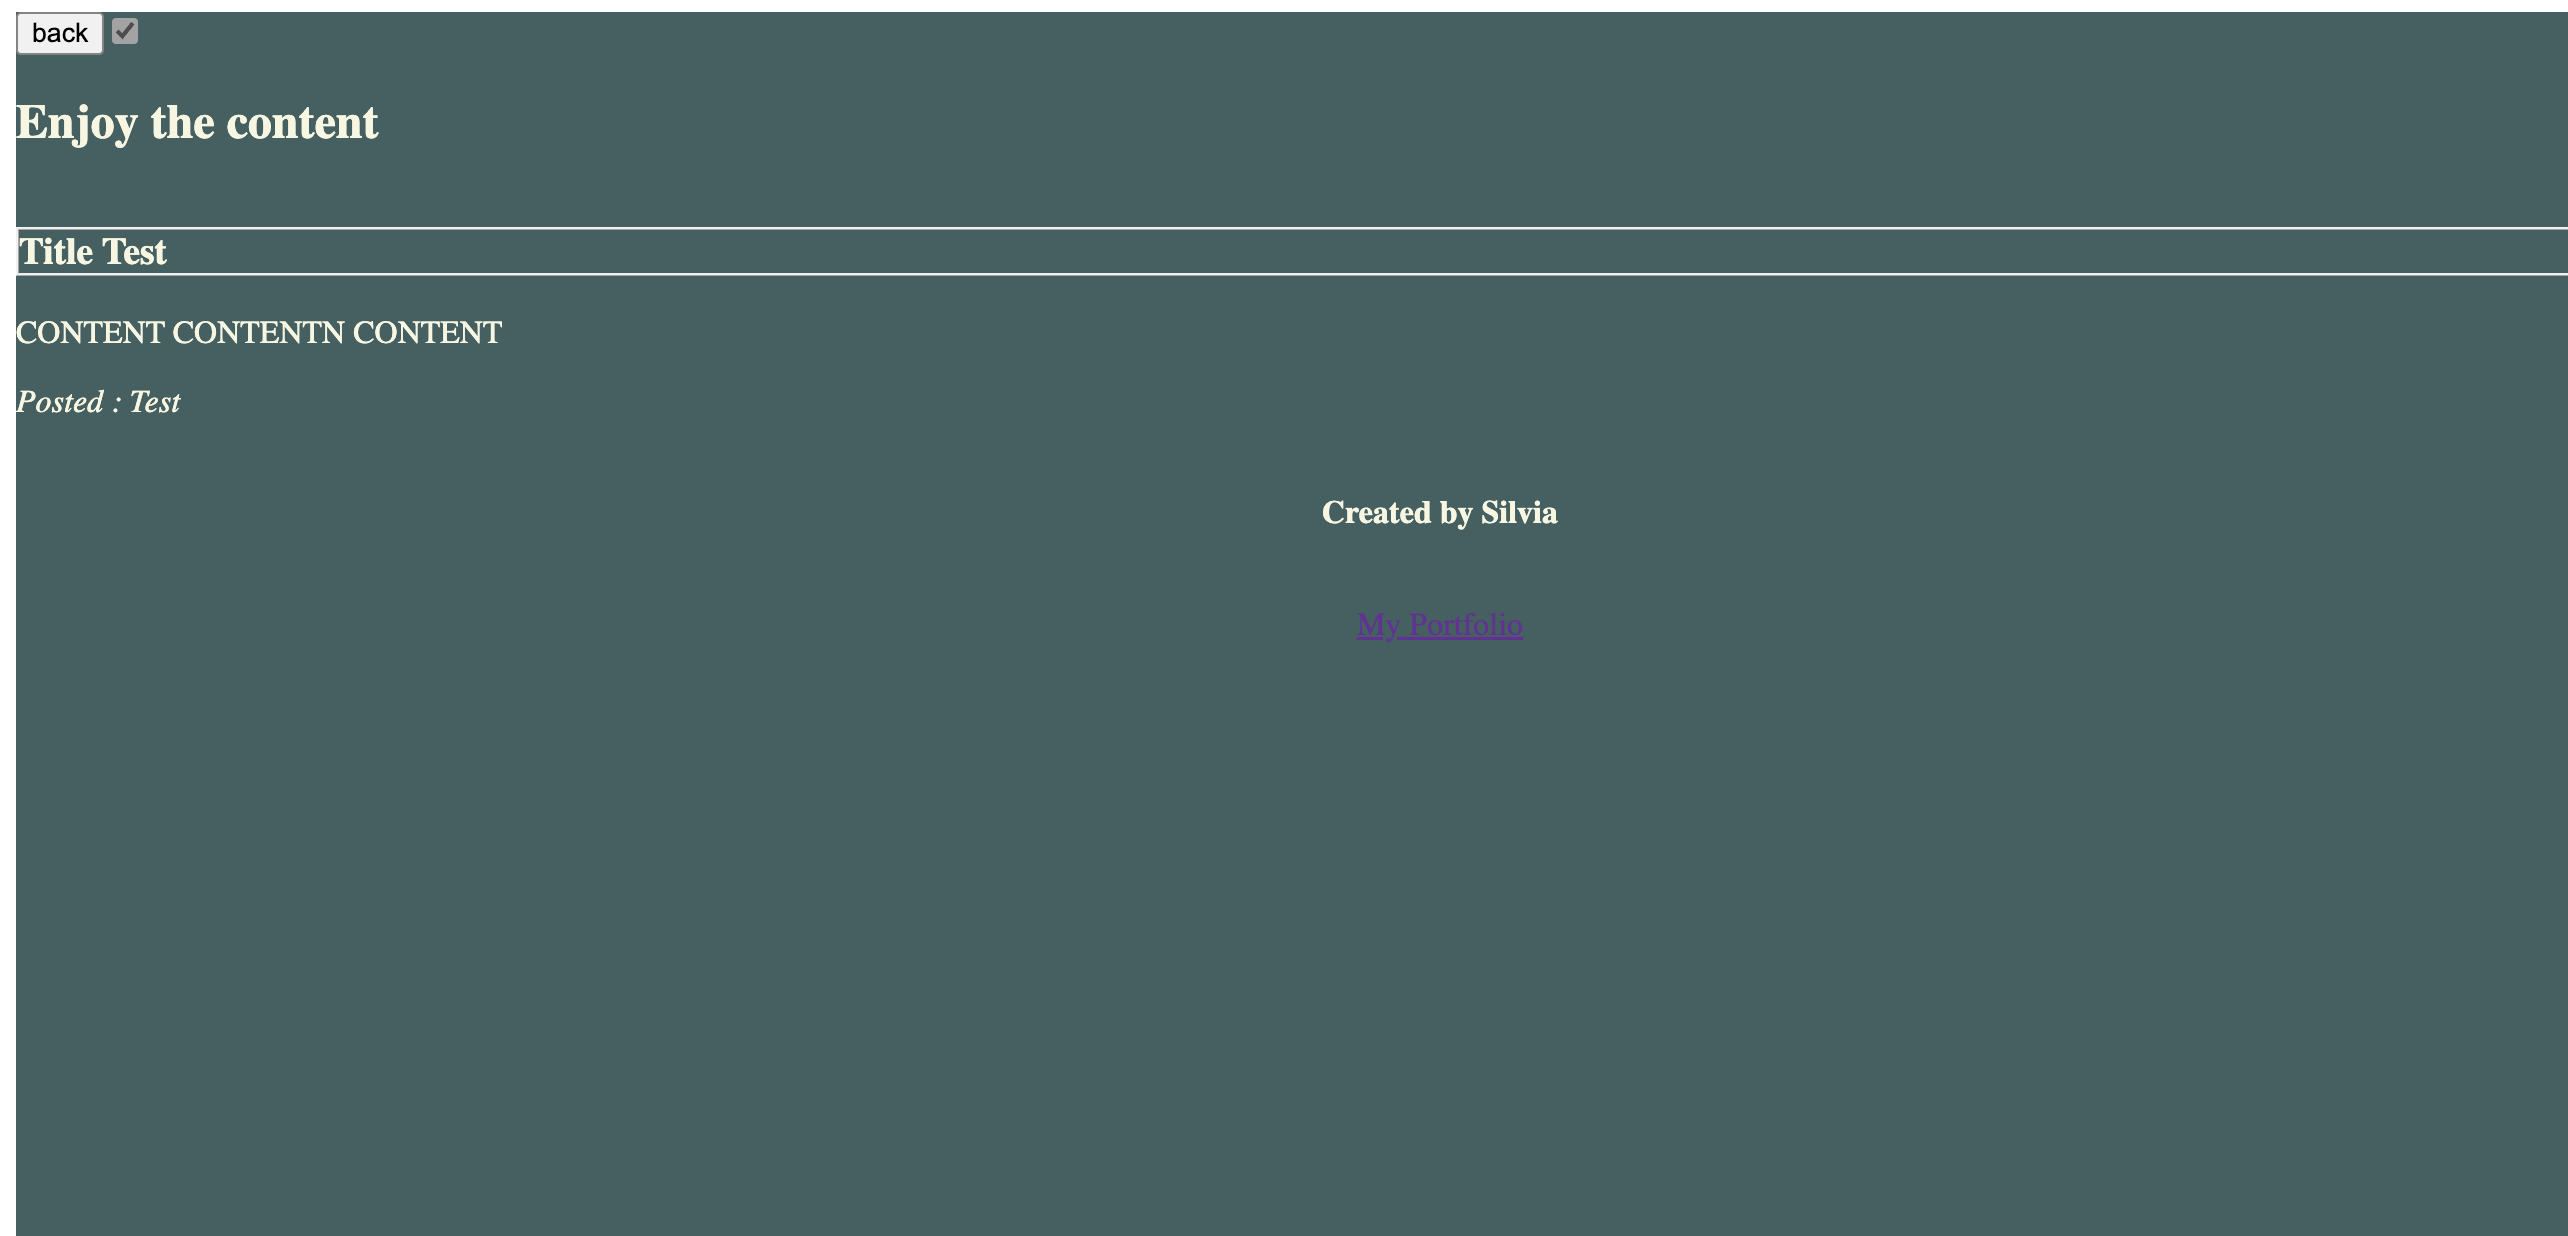 back
Enjoy the content
Title Test
CONTENT CONTENTN CONTENT
Posted : Test
Created by Silvia
My Portfolio